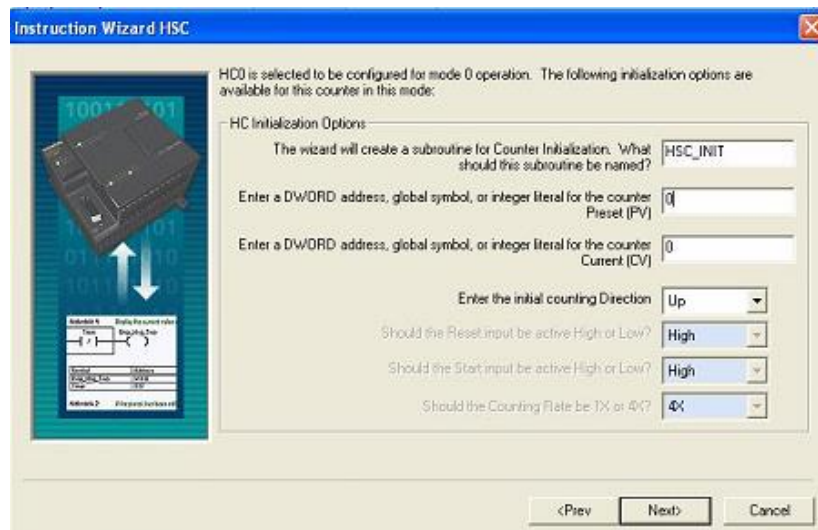 Instruction Wizard HSC
HC0 is selected to be configured for mode 0 operation. The following initialization options are
available for this counter in this mode:
HC Initialization Options
The wizard will create a subroutine for Counter Initialization. What
should this subroutine be named?
HSC_INIT
Enter a DWORD address, global symbol, or integer literal for the counter
Preset (PV)
0
Enter a DWORD address, global symbol, or integer literal for the counter
Current (CV)
0
Enter the initial counting Direction
Up
Should the Reset input be active High or Low?
High
Should the Start input be active High or Low?
High
Should the Counting Rate be 1X or 4X?
4X
<Prev
Next>
Cancel